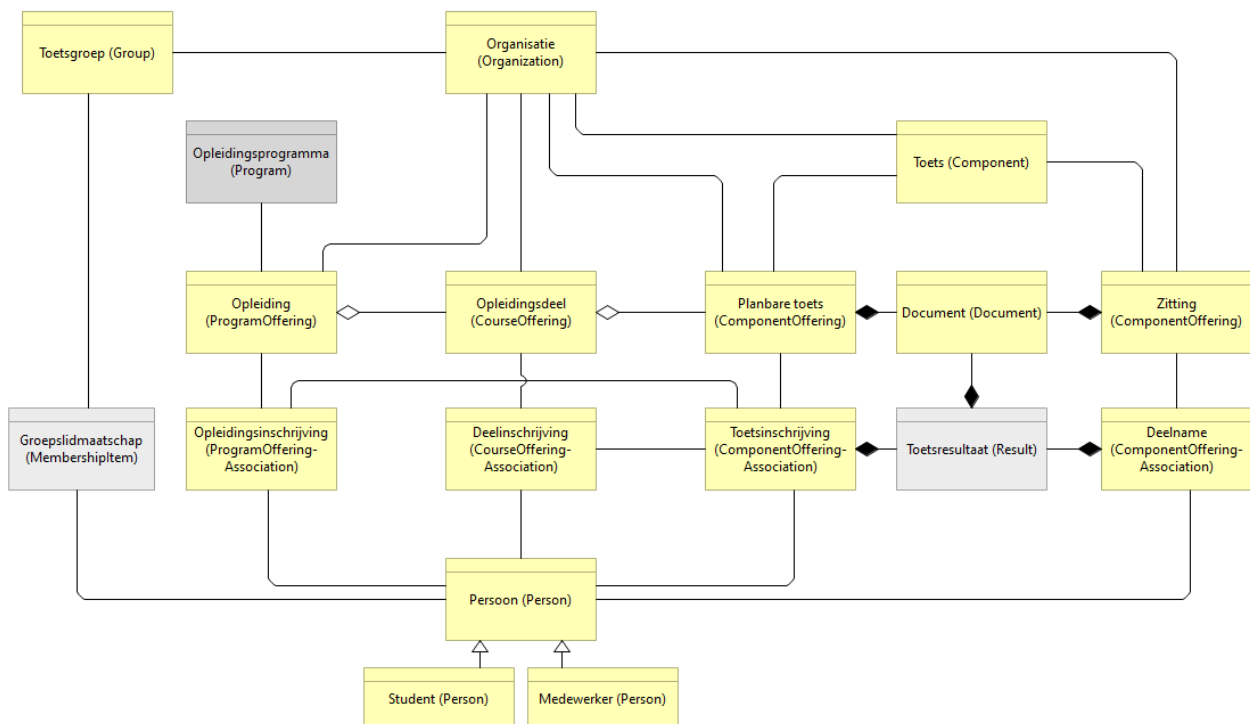 Toetsgroep (Group)
Organisatie
(Organization)
Opleidingsprogramma
(Program)
Toets (Component)
Opleiding
(ProgramOffering)
Opleidingsdeel
(CourseOffering)
Planbare toets
(ComponentOffering)
Document (Document)
Zitting
(ComponentOffering)
Groepslidmaatschap
(MembershipItem)
Opleidingsinschrijving
(ProgramOffering-
Association)
Deelinschrijving
(CourseOffering-
Association)
Toetsinschrijving
(ComponentOffering-
Association)
Toetsresultaat (Result)
Deelname
(ComponentOffering-
Association)
Persoon (Person)
Student (Person)
Medewerker (Person)